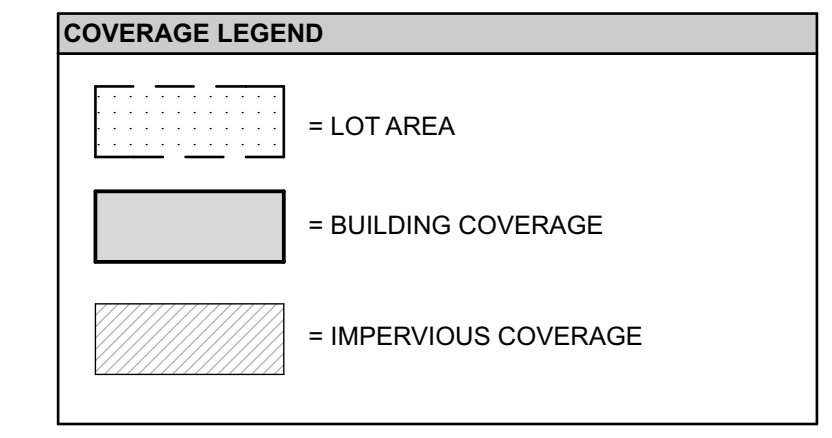 COVERAGE LEGEND
= LOT AREA
= BUILDING COVERAGE
= IMPERVIOUS COVERAGE